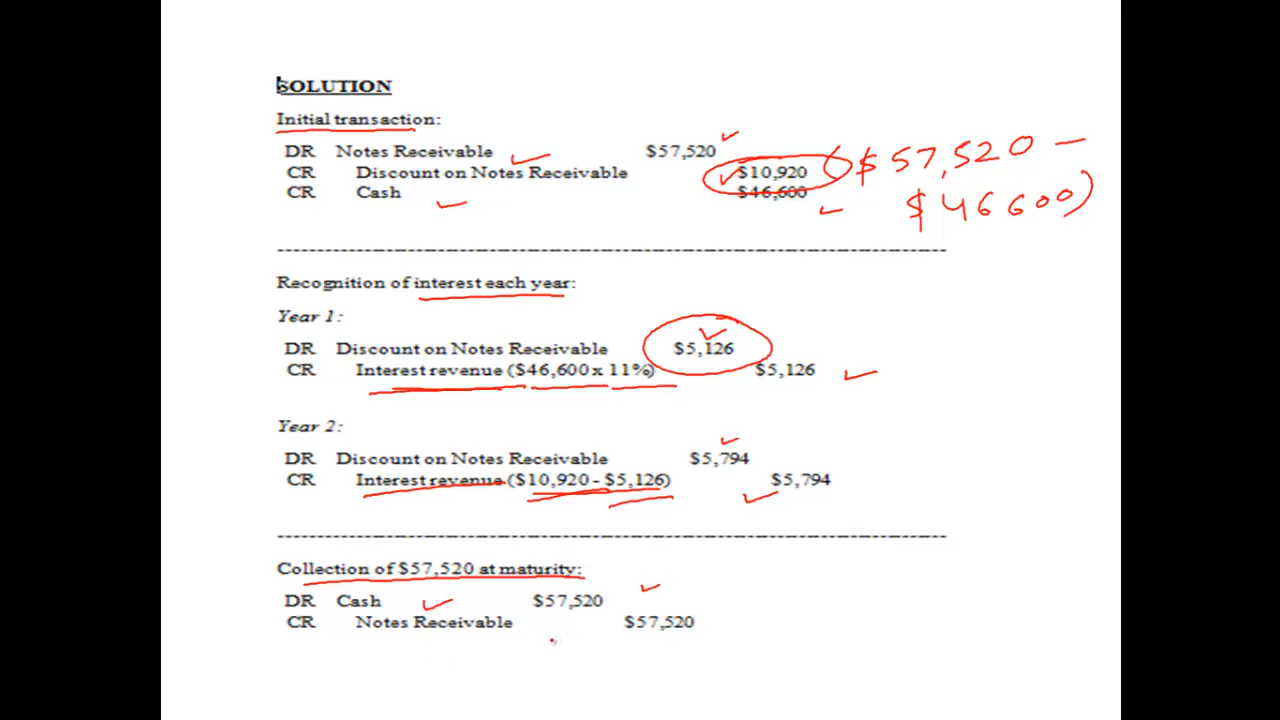 SOLUTION
Initial transaction:
DR Notes Receivable $57,520
CR Discount on Notes Receivable $10,920 ($57,520 -
CR Cash $46,600 $46600)
Recognition of interest each year:
Year 1:
DR Discount on Notes Receivable $5,126
CR Interest revenue ($46,600 x 11%) $5,126
Year 2:
DR Discount on Notes Receivable $5,794
CR Interest revenue ($10,920 - $5,126) $5,794
Collection of $57,520 at maturity:
DR Cash $57,520
CR Notes Receivable $57,520